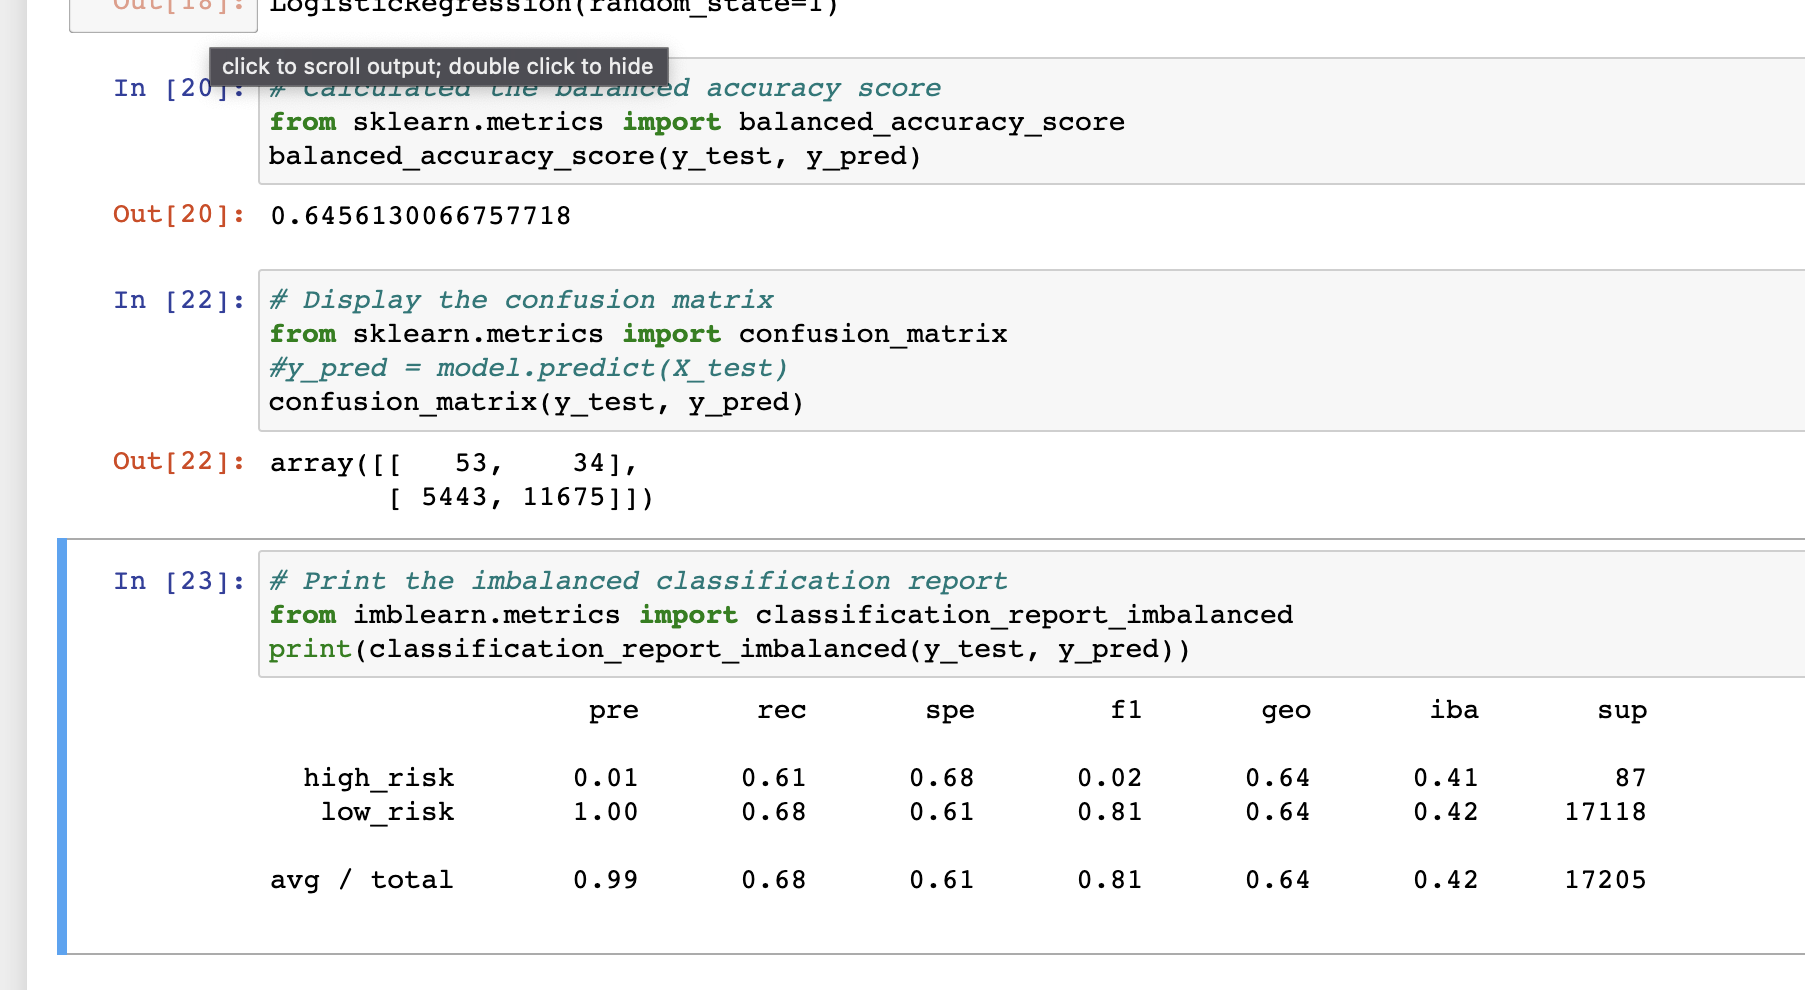 Out[18]: LogisticRegression(random_state=1)
click to scroll output; double click to hide
In [20]: # Calculated the balanced accuracy score
from sklearn.metrics import balanced_accuracy_score
balanced_accuracy_score(y_test, y_pred)
Out[20]: 0.6456130066757718
In [22]: # Display the confusion matrix
from sklearn.metrics import confusion_matrix
#y_pred = model.predict(X_test)
confusion_matrix(y_test, y_pred)
Out[22]: array([[   53,    34],
       [ 5443, 11675]])
In [23]: # Print the imbalanced classification report
from imblearn.metrics import classification_report_imbalanced
print(classification_report_imbalanced(y_test, y_pred))
pre rec spe f1 geo iba sup
high_risk 0.01 0.61 0.68 0.02 0.64 0.41 87
low_risk 1.00 0.68 0.61 0.81 0.64 0.42 17118
avg / total 0.99 0.68 0.61 0.81 0.64 0.42 17205